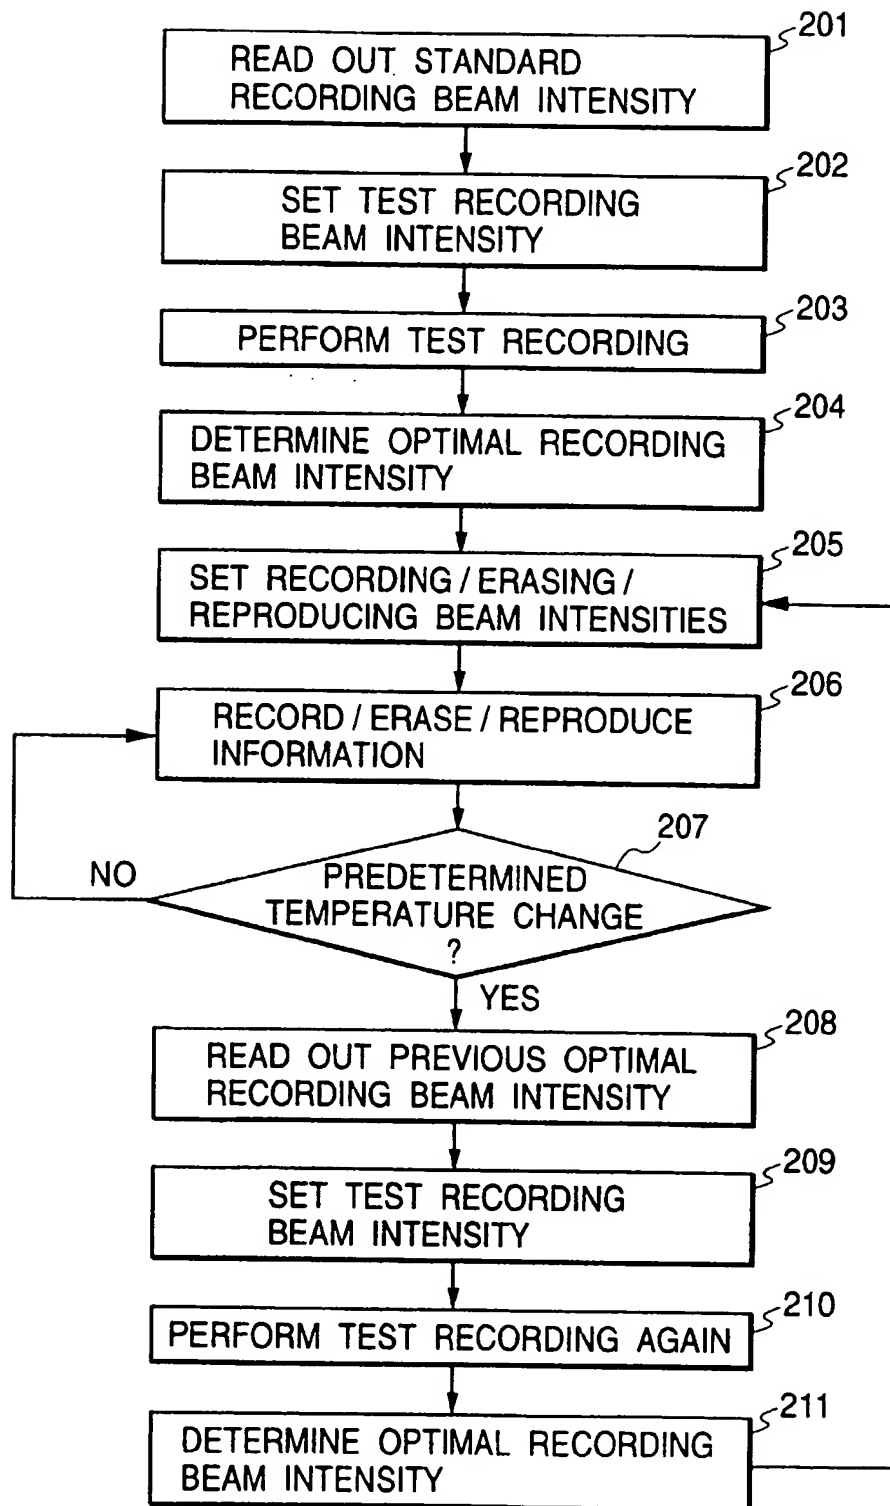 201
READ OUT STANDARD
RECORDING BEAM INTENSITY
202
SET TEST RECORDING
BEAM INTENSITY
203
PERFORM TEST RECORDING
204
DETERMINE OPTIMAL RECORDING
BEAM INTENSITY
205
SET RECORDING / ERASING /
REPRODUCING BEAM INTENSITIES
206
RECORD / ERASE / REPRODUCE
INFORMATION
207
NO
PREDETERMINED
TEMPERATURE CHANGE
?
YES
208
READ OUT PREVIOUS OPTIMAL
RECORDING BEAM INTENSITY
209
SET TEST RECORDING
BEAM INTENSITY
210
PERFORM TEST RECORDING AGAIN
211
DETERMINE OPTIMAL RECORDING
BEAM INTENSITY